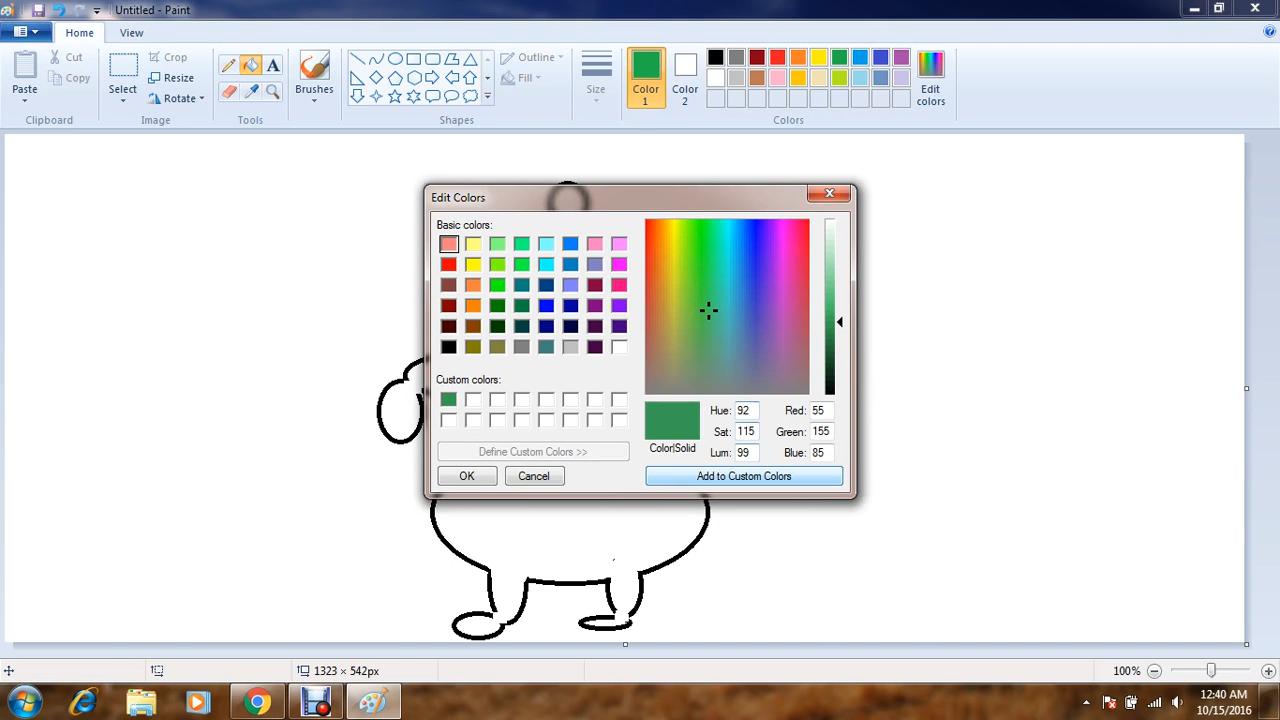 Untitled - Paint
Home
View
Paste
Cut
Copy
Clipboard
Select
Crop
Resize
Rotate
Image
A
Tools
Brushes
Outline
Fill
Shapes
Size
Color 1
Color 2
Edit colors
Colors
Edit Colors
Basic colors:
Custom colors:
Define Custom Colors >>
OK
Cancel
Color|Solid
Hue: 92
Sat: 115
Lum: 99
Red: 55
Green: 155
Blue: 85
Add to Custom Colors
1323 × 542px
100%
12:40 AM
10/15/2016